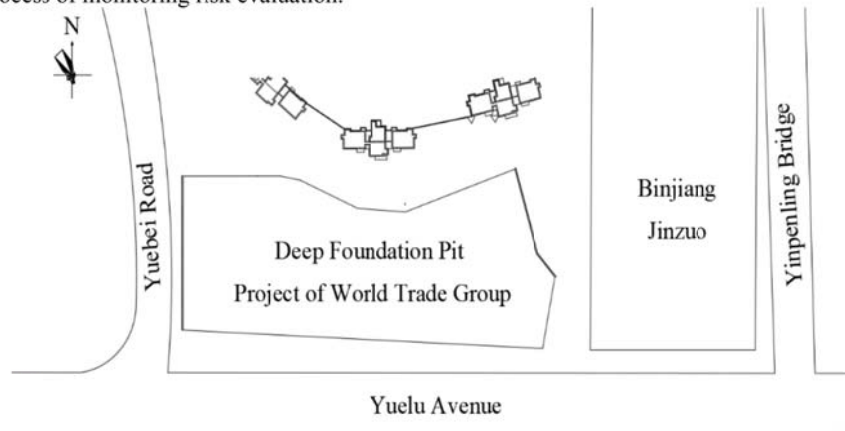 ocess of monitoring risk evaluation.
N
Yuebei Road
Deep Foundation Pit
Project of World Trade Group
Binjiang
Jinzuo
Yinpenling Bridge
Yuelu Avenue